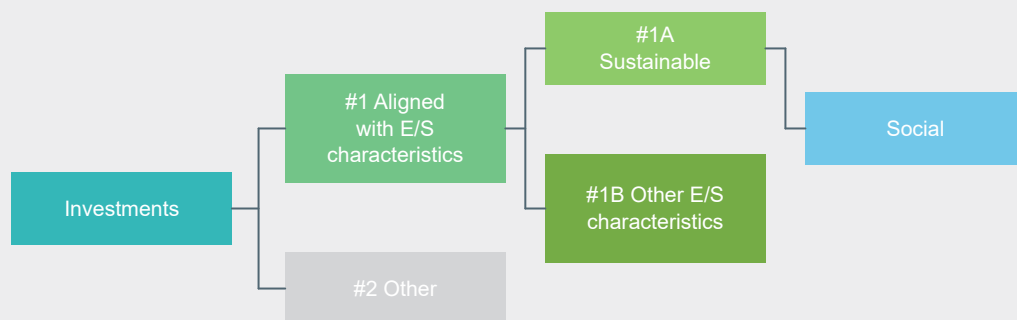 Investments
#1 Aligned
with E/S
characteristics
#2 Other
#1A
Sustainable
#1B Other E/S
characteristics
Social